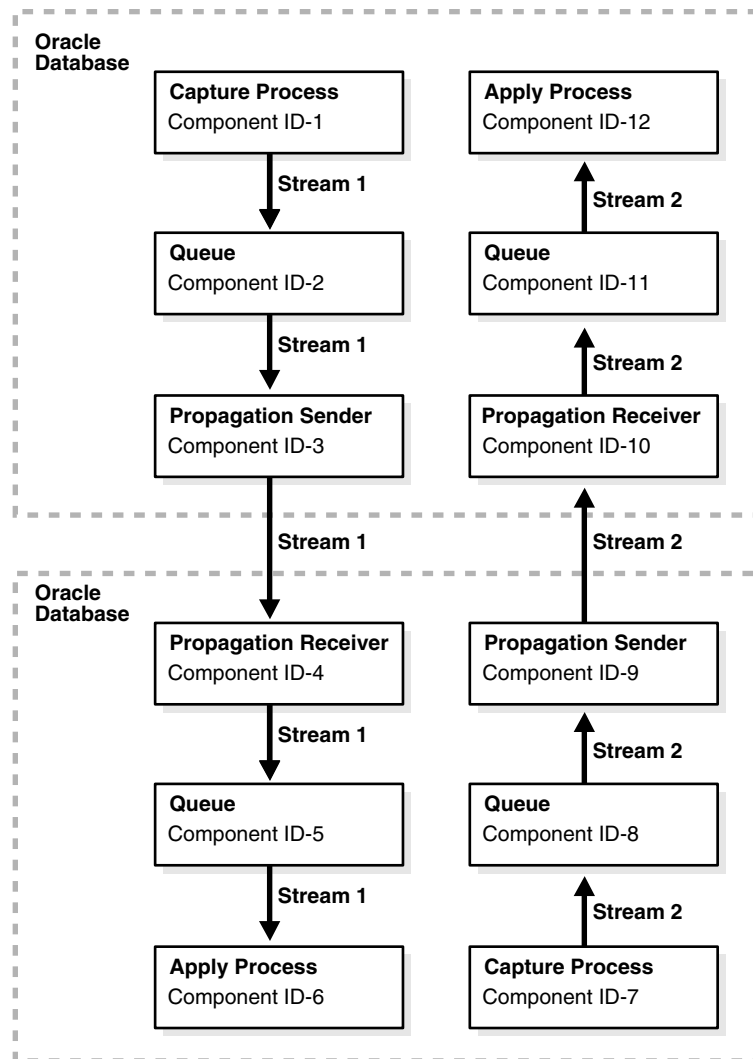 Oracle
Database
Capture Process
Component ID-1
Apply Process
Component ID-12
Stream 1
Stream 2
Queue
Component ID-2
Queue
Component ID-11
Stream 1
Stream 2
Propagation Sender
Component ID-3
Propagation Receiver
Component ID-10
Stream 1
Stream 2
Oracle
Database
Propagation Receiver
Component ID-4
Propagation Sender
Component ID-9
Stream 1
Stream 2
Queue
Component ID-5
Queue
Component ID-8
Stream 1
Stream 2
Apply Process
Component ID-6
Capture Process
Component ID-7